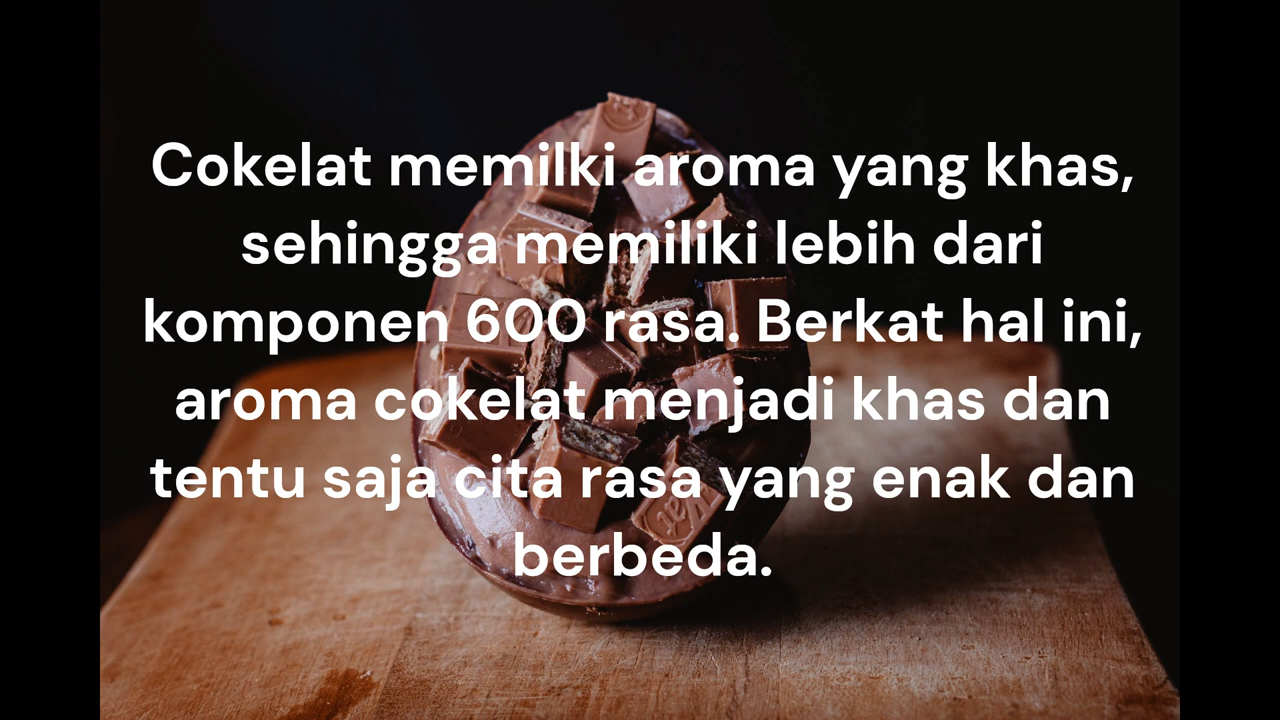 Cokelat memilki aroma yang khas,
sehingga memiliki lebih dari
komponen 600 rasa. Berkat hal ini,
aroma cokelat menjadi khas dan
tentu saja cita rasa yang enak dan
berbeda.